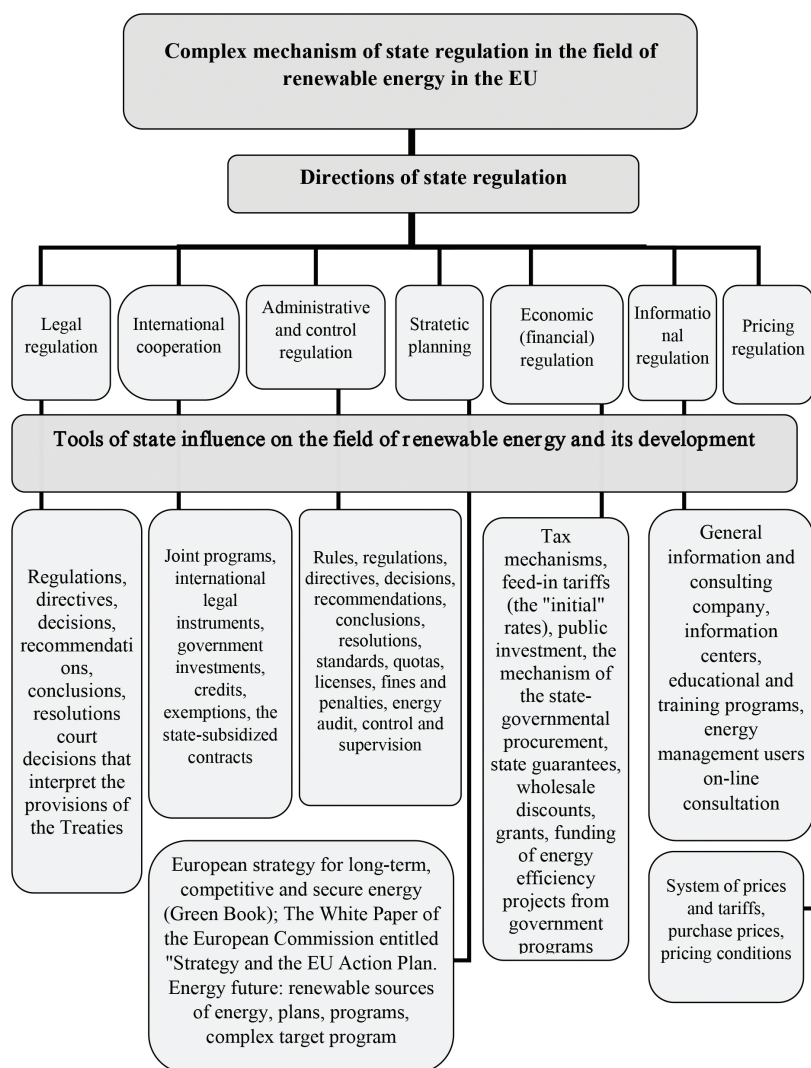 Complex mechanism of state regulation in the field of
renewable energy in the EU
Directions of state regulation
Legal
regulation
International
cooperation
Administrative
and control
regulation
Stratetic
planning
Economic
(financial)
regulation
Informatio
nal
regulation
Pricing
regulation
Tools of state influence on the field of renewable energy and its development
Regulations,
directives,
decisions,
recommendati
ons,
conclusions,
resolutions
court
decisions that
interpret the
provisions of
the Treaties
Joint programs,
international
legal
instruments,
government
investments,
credits,
exemptions, the
state-subsidized
contracts
Rules, regulations,
directives, decisions,
recommendations,
conclusions,
resolutions,
standards, quotas,
licenses, fines and
penalties, energy
audit, control and
supervision
Tax
mechanisms,
feed-in tariffs
(the "initial"
rates), public
investment, the
mechanism of
the state-
governmental
procurement,
state guarantees,
wholesale
discounts,
grants, funding
of energy
efficiency
projects from
government
programs
General
information and
consulting
company,
information
centers,
educational and
training programs,
energy
management users
on-line
consultation
European strategy for long-term,
competitive and secure energy
(Green Book); The White Paper of
the European Commission entitled
"Strategy and the EU Action Plan.
Energy future: renewable sources
of energy, plans, programs,
complex target program
System of prices
and tariffs,
purchase prices,
pricing conditions